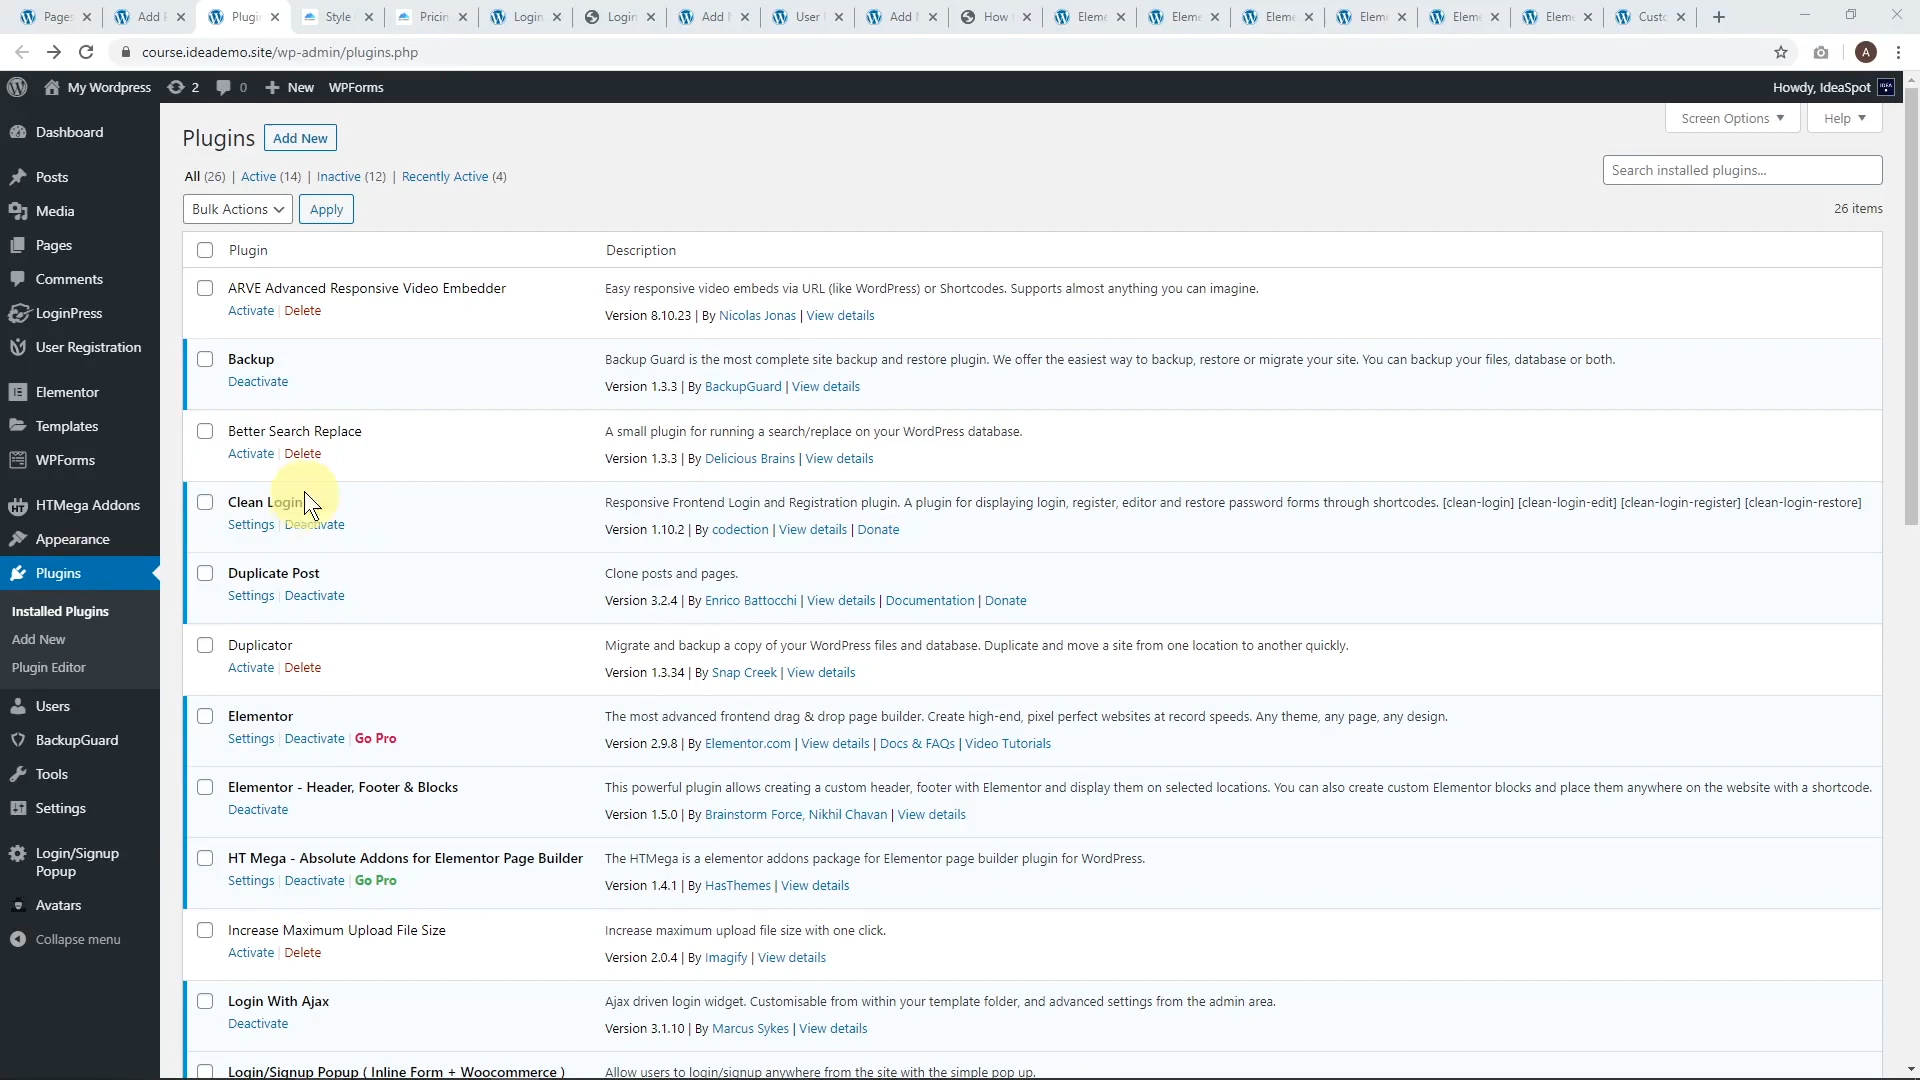 Page
Add F
Plugi
Style
Pricin
Login
Login
Add M
User
Add N
How t
Eleme
Eleme
Eleme
Elem
Eleme
Eleme
Custo
course.ideademo.site/wp-admin/plugins.php
A
My Wordpress
2
0
New
WPForms
Howdy, IdeaSpot
Dashboard
Posts
Media
Pages
Comments
LoginPress
User Registration
Elementor
Templates
WPForms
HTMega Addons
Appearance
Plugins
Installed Plugins
Add New
Plugin Editor
Users
BackupGuard
Tools
Settings
Login/Signup
Popup
Avatars
Collapse menu
Screen Options
Help
Plugins
Add New
All (26) | Active (14) | Inactive (12) | Recently Active (4)
Search installed plugins...
Bulk Actions
Apply
26 items
Plugin
Description
ARVE Advanced Responsive Video Embedder
Activate | Delete
Easy responsive video embeds via URL (like WordPress) or Shortcodes. Supports almost anything you can imagine.
Version 8.10.23 | By Nicolas Jonas | View details
Backup
Deactivate
Backup Guard is the most complete site backup and restore plugin. We offer the easiest way to backup, restore or migrate your site. You can backup your files, database or both.
Version 1.3.3 | By BackupGuard | View details
Better Search Replace
Activate | Delete
A small plugin for running a search/replace on your WordPress database.
Version 1.3.3 | By Delicious Brains | View details
Clean Login
Settings | Deactivate
Responsive Frontend Login and Registration plugin. A plugin for displaying login, register, editor and restore password forms through shortcodes. [clean-login] [clean-login-edit] [clean-login-register] [clean-login-restore]
Version 1.10.2 | By codection | View details | Donate
Duplicate Post
Settings | Deactivate
Clone posts and pages.
Version 3.2.4 | By Enrico Battocchi | View details | Documentation | Donate
Duplicator
Activate | Delete
Migrate and backup a copy of your WordPress files and database. Duplicate and move a site from one location to another quickly.
Version 1.3.34 | By Snap Creek | View details
Elementor
Settings | Deactivate | Go Pro
The most advanced frontend drag & drop page builder. Create high-end, pixel perfect websites at record speeds. Any theme, any page, any design.
Version 2.9.8 | By Elementor.com | View details | Docs & FAQs | Video Tutorials
Elementor - Header, Footer & Blocks
Deactivate
This powerful plugin allows creating a custom header, footer with Elementor and display them on selected locations. You can also create custom Elementor blocks and place them anywhere on the website with a shortcode.
Version 1.5.0 | By Brainstorm Force, Nikhil Chavan | View details
HT Mega - Absolute Addons for Elementor Page Builder
Settings | Deactivate | Go Pro
The HTMega is a elementor addons package for Elementor page builder plugin for WordPress.
Version 1.4.1 | By HasThemes | View details
Increase Maximum Upload File Size
Activate | Delete
Increase maximum upload file size with one click.
Version 2.0.4 | By Imagify | View details
Login With Ajax
Deactivate
Ajax driven login widget. Customisable from within your template folder, and advanced settings from the admin area.
Version 3.1.10 | By Marcus Sykes | View details
Login/Signup Popup ( Inline Form + Woocommerce )
Allow users to login/signup anywhere from the site with the simple pop up.